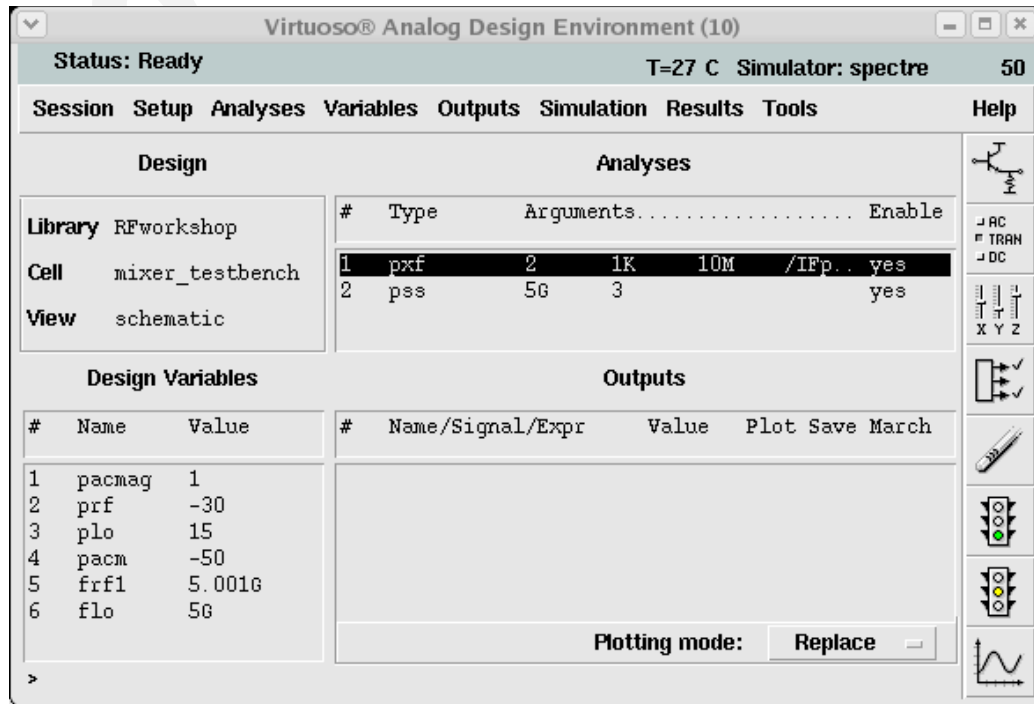 Virtuoso® Analog Design Environment (10)
Status: Ready T=27 C Simulator: spectre 50
Session Setup Analyses Variables Outputs Simulation Results Tools Help
Design
Library RFworkshop
Cell mixer_testbench
View schematic
Analyses
# Type Arguments................... Enable
1 pxf 2 1K 10M /IFp.. yes
2 pss 5G 3 yes
Design Variables
# Name Value
1 pacmag 1
2 prf -30
3 plo 15
4 pacm -50
5 frf1 5.001G
6 flo 5G
Outputs
# Name/Signal/Expr Value Plot Save March
Plotting mode: Replace
>
AC
TRAN
DC
X Y Z